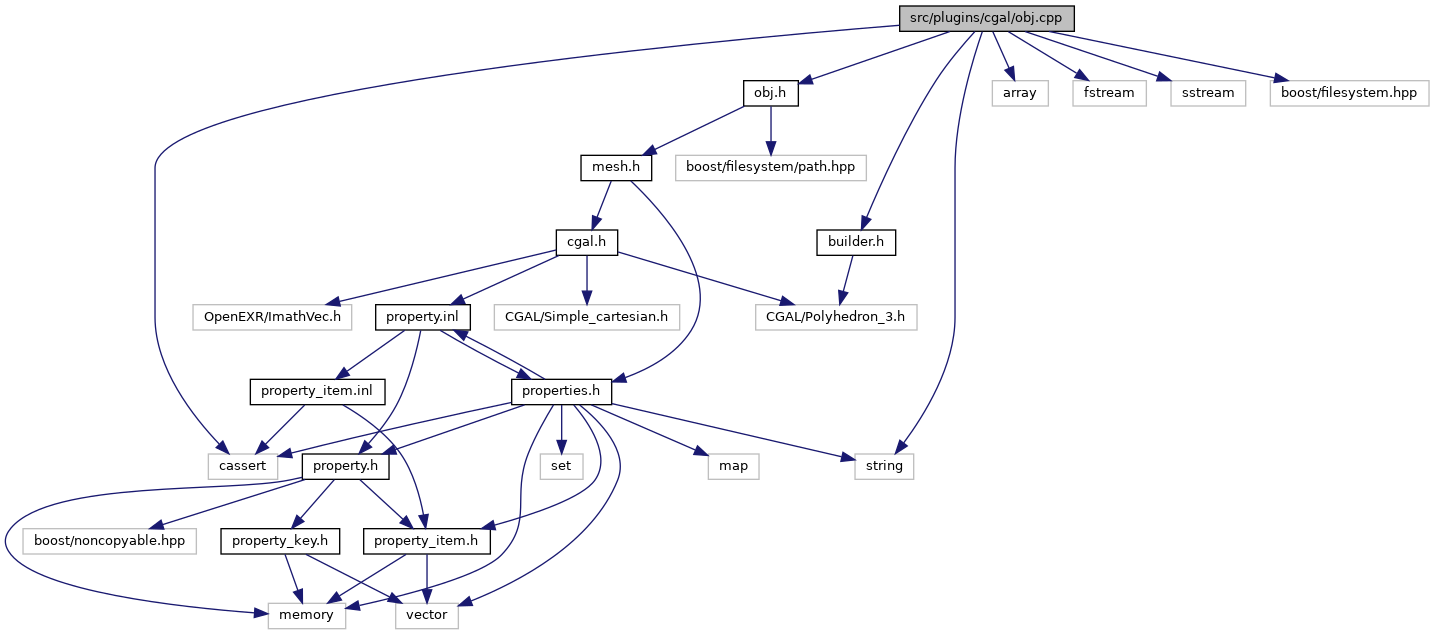 src/plugins/cgal/obj.cpp
obj.h
array
fstream
sstream
boost/filesystem.hpp
mesh.h
boost/filesystem/path.hpp
cgal.h
builder.h
OpenEXR/ImathVec.h
property.inl
CGAL/Simple_cartesian.h
CGAL/Polyhedron_3.h
property_item.inl
properties.h
cassert
property.h
set
map
string
boost/noncopyable.hpp
property_key.h
property_item.h
memory
vector